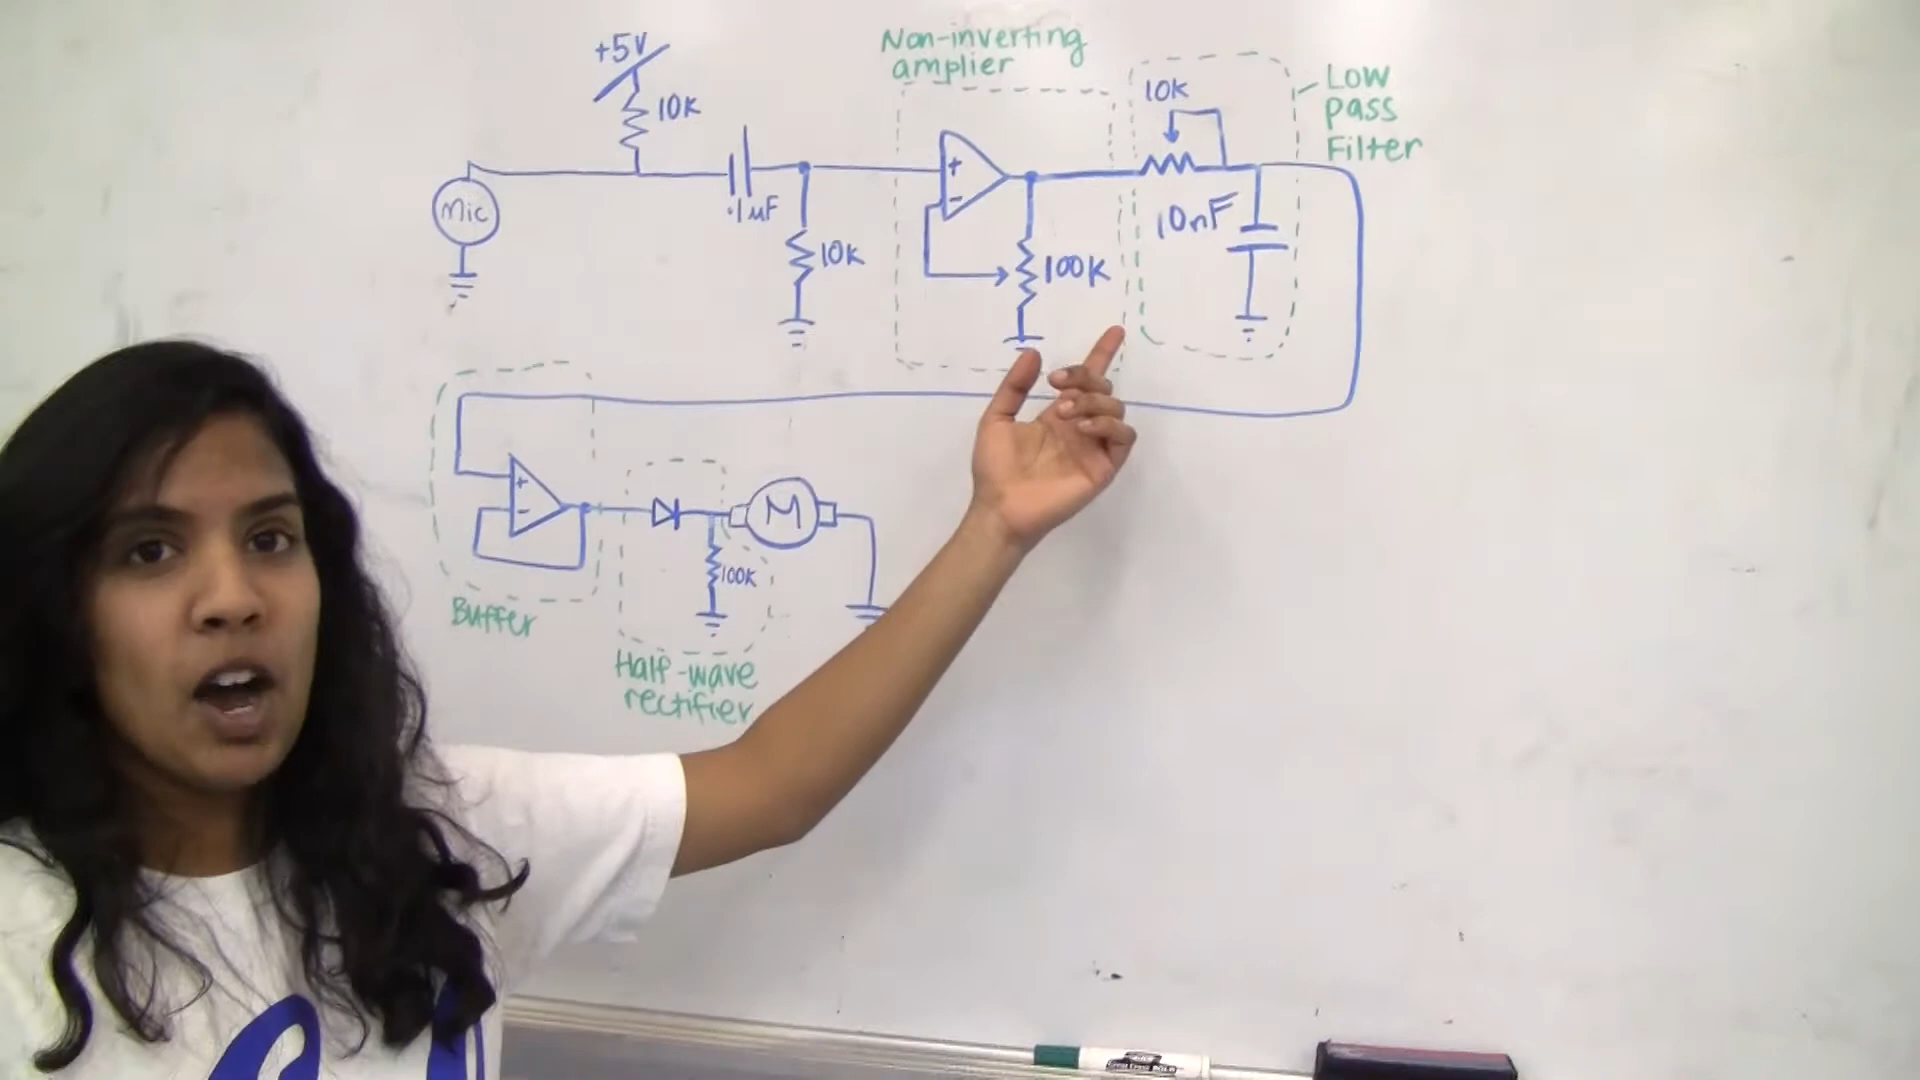 +5V
10K
Mic
.1uF
10K
Non-inverting
amplier
+
-
100K
10K
10nF
Low
pass
Filter
+
-
Buffer
M
100K
Half-wave
rectifier